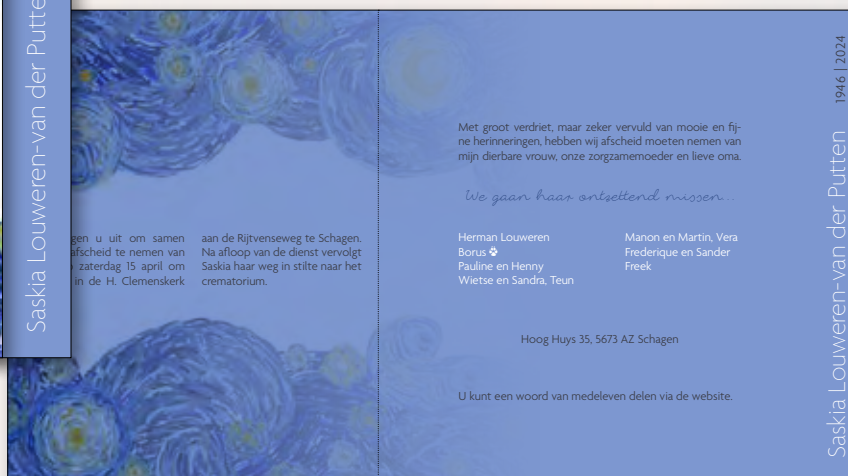 Saskia Louweren-van der Putten
gen u uit om samen
afscheid te nemen van
zaterdag 15 april om
in de H. Clemenskerk
aan de Rijtvenseweg te Schagen.
Na afloop van de dienst vervolgt
Saskia haar weg in stilte naar het
crematorium.
Met groot verdriet, maar zeker vervuld van mooie en fij-
ne herinneringen, hebben wij afscheid moeten nemen van
mijn dierbare vrouw, onze zorgzamemoeder en lieve oma.
We gaan haar ontzettend missen...
Herman Louweren
Borus
Pauline en Henny
Wietse en Sandra, Teun
Manon en Martin, Vera
Frederique en Sander
Freek
Hoog Huys 35, 5673 AZ Schagen
U kunt een woord van medeleven delen via de website.
Saskia Louweren-van der Putten 1946 | 2024